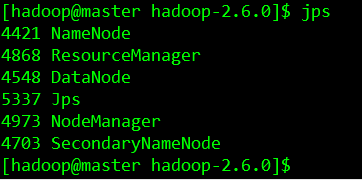 [hadoop@master hadoop-2.6.0]$ jps
4421 NameNode
4868 ResourceManager
4548 DataNode
5337 Jps
4973 NodeManager
4703 SecondaryNameNode
[hadoop@master hadoop-2.6.0]$